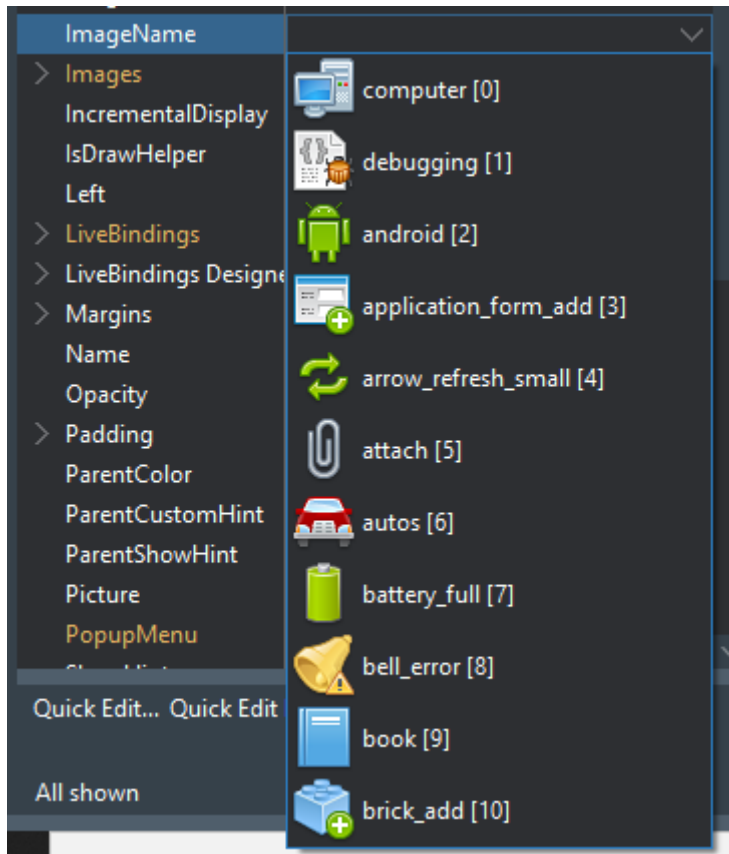 ImageName
Images
IncrementalDisplay
IsDrawHelper
Left
LiveBindings
LiveBindings Designe
Margins
Name
Opacity
Padding
ParentColor
ParentCustomHint
ParentShowHint
Picture
PopupMenu
computer [0]
debugging [1]
android [2]
application_form_add [3]
arrow_refresh_small [4]
attach [5]
autos [6]
battery_full [7]
bell_error [8]
book [9]
brick_add [10]
Quick Edit... Quick Edit
All shown